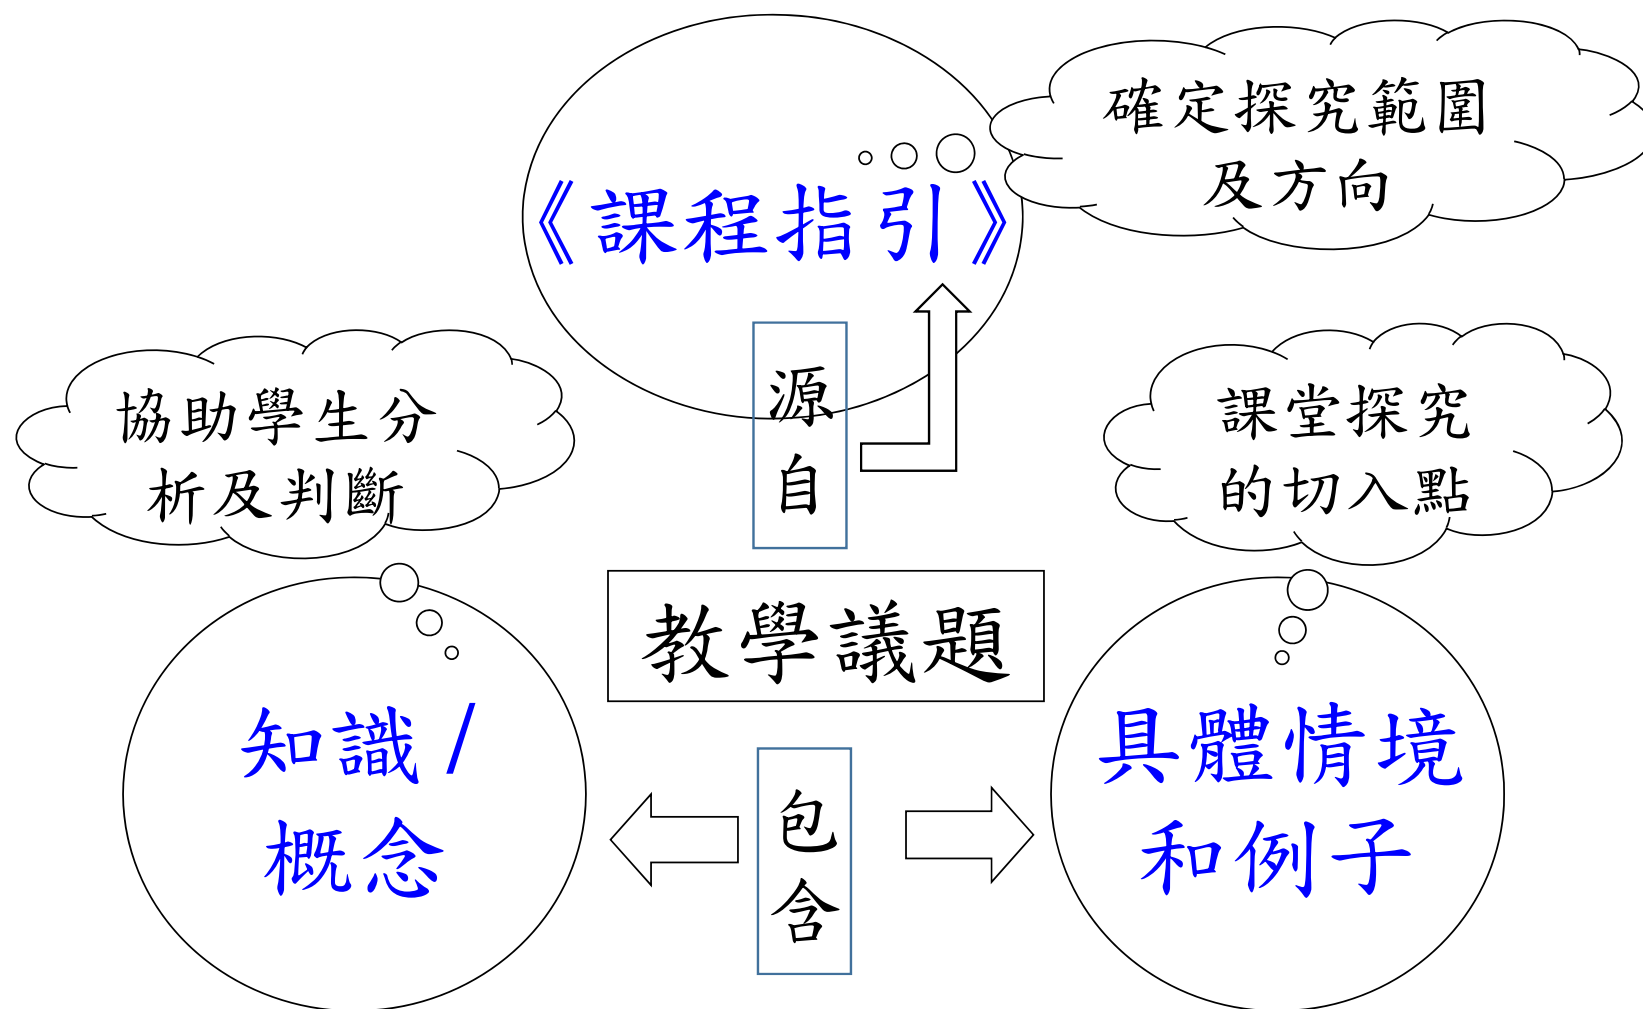 確定探究範圍
及方向
《課程指引》
源
自
協助學生分
析及判斷
課堂探究
的切入點
教學議題
知識/
概念
包
含
具體情境
和例子